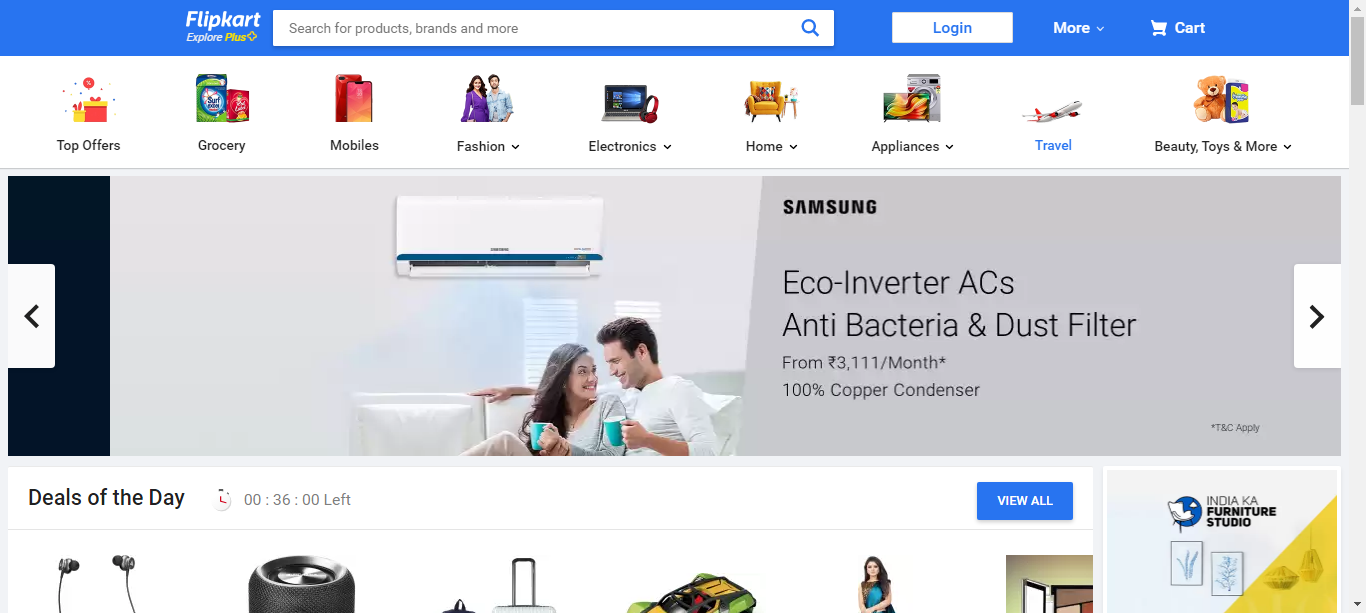 Flipkart
Explore Plus
Search for products, brands and more
Login
More
Cart
Top Offers
Grocery
Mobiles
Fashion
Electronics
Home
Appliances
Travel
Beauty, Toys & More
SAMSUNG
Eco-Inverter ACs
Anti Bacteria & Dust Filter
From ₹3,111/Month*
100% Copper Condenser
*T&C Apply
Deals of the Day
00 : 36 : 00 Left
VIEW ALL
INDIA KA
FURNITURE
STUDIO